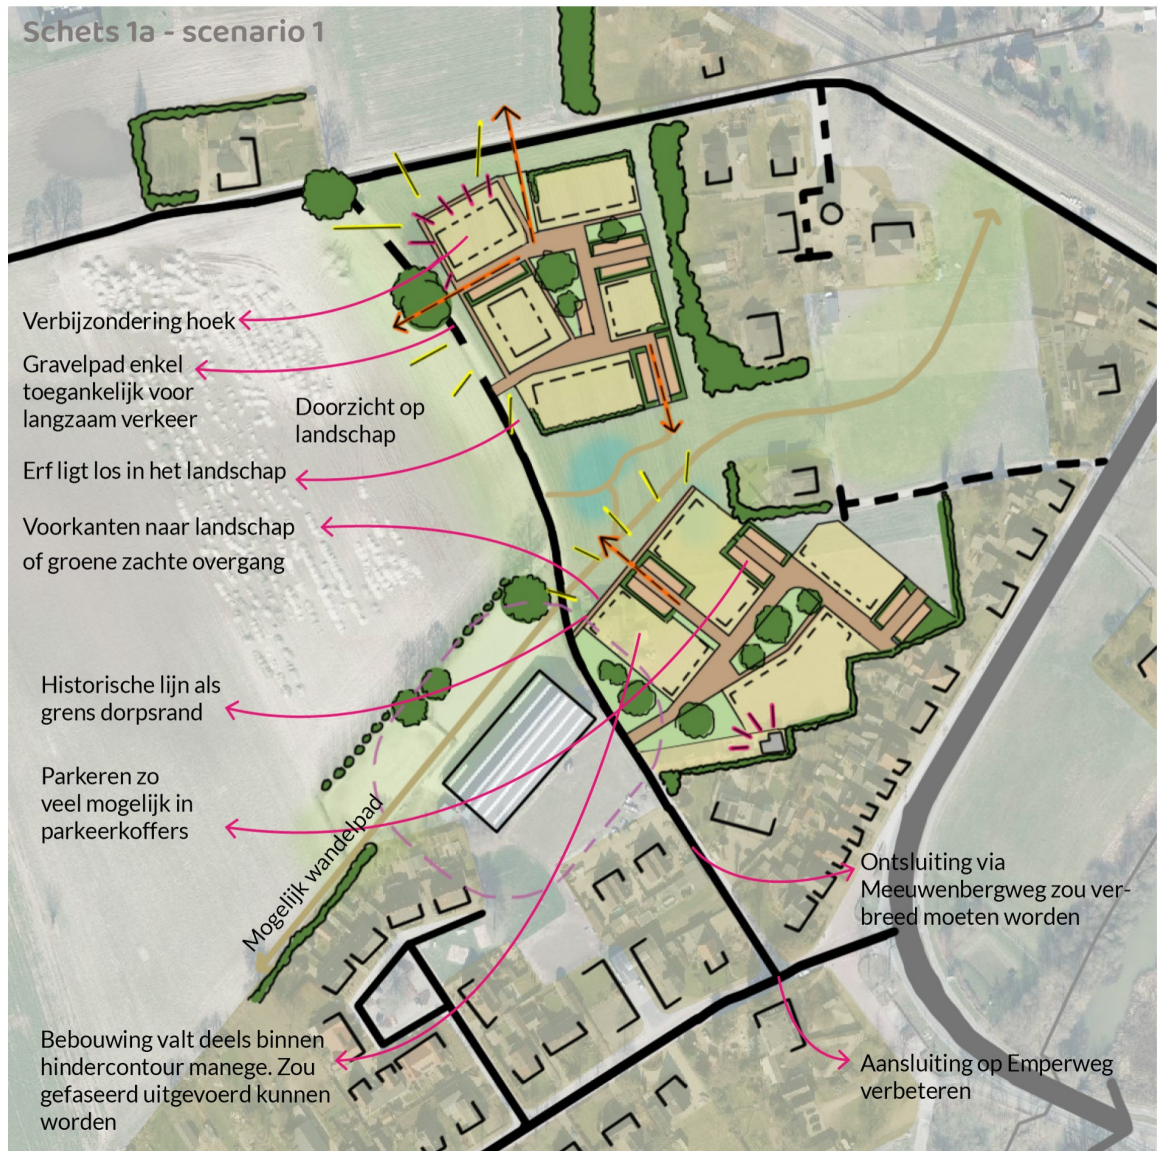 Schets 1a - scenario 1
Verbijzondering hoek
Gravelpad enkel
toegankelijk voor
langzaam verkeer
Doorzicht op
landschap
Erf ligt los in het landschap
Voorkanten naar landschap
of groene zachte overgang
Historische lijn als
grens dorpsrand
Parkeren zo
veel mogelijk in
parkeerkoffers
Mogelijk wandelpad
Ontsluiting via
Meeuwenbergweg zou ver-
breed moeten worden
Bebouwing valt deels binnen
hindercontour manege. Zou
gefaseerd uitgevoerd kunnen
worden
Aansluiting op Emperweg
verbeteren